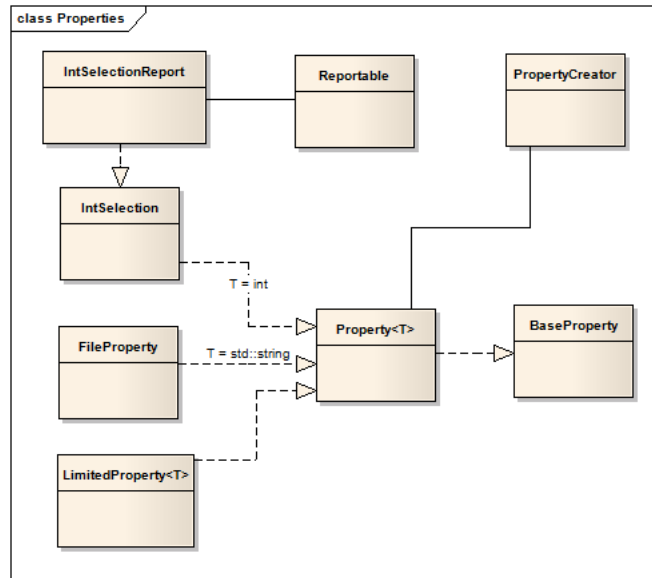 class Properties
IntSelectionReport
Reportable
PropertyCreator
IntSelection
T = int
Property<T>
BaseProperty
FileProperty
T = std::string
LimitedProperty<T>